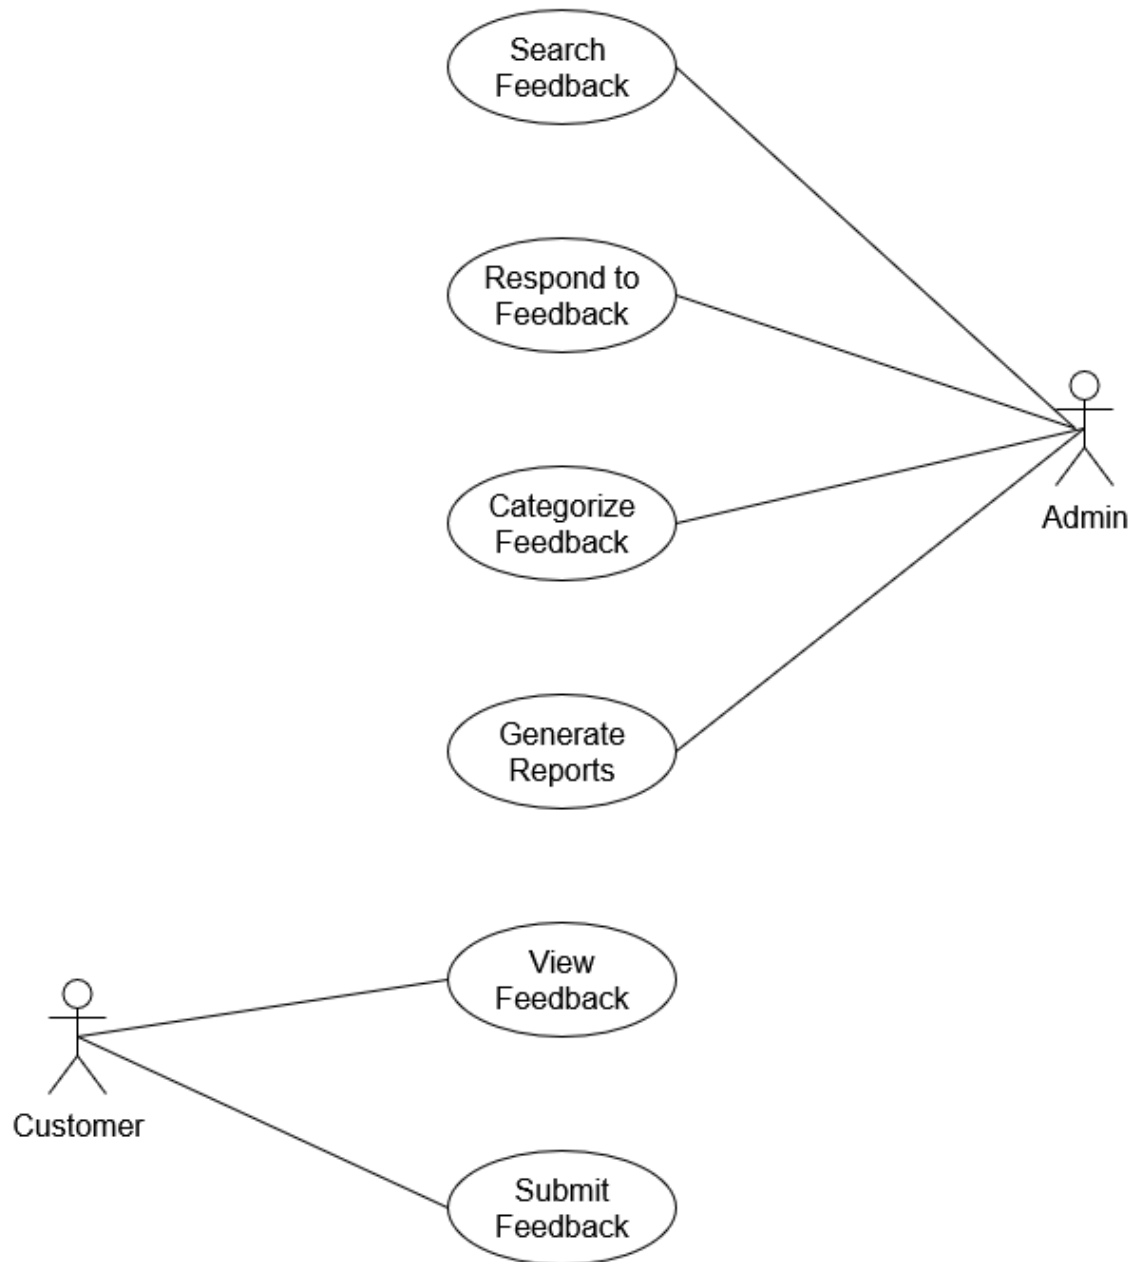 Search
Feedback
Respond to
Feedback
Admin
Categorize
Feedback
Generate
Reports
View
Feedback
Customer
Submit
Feedback